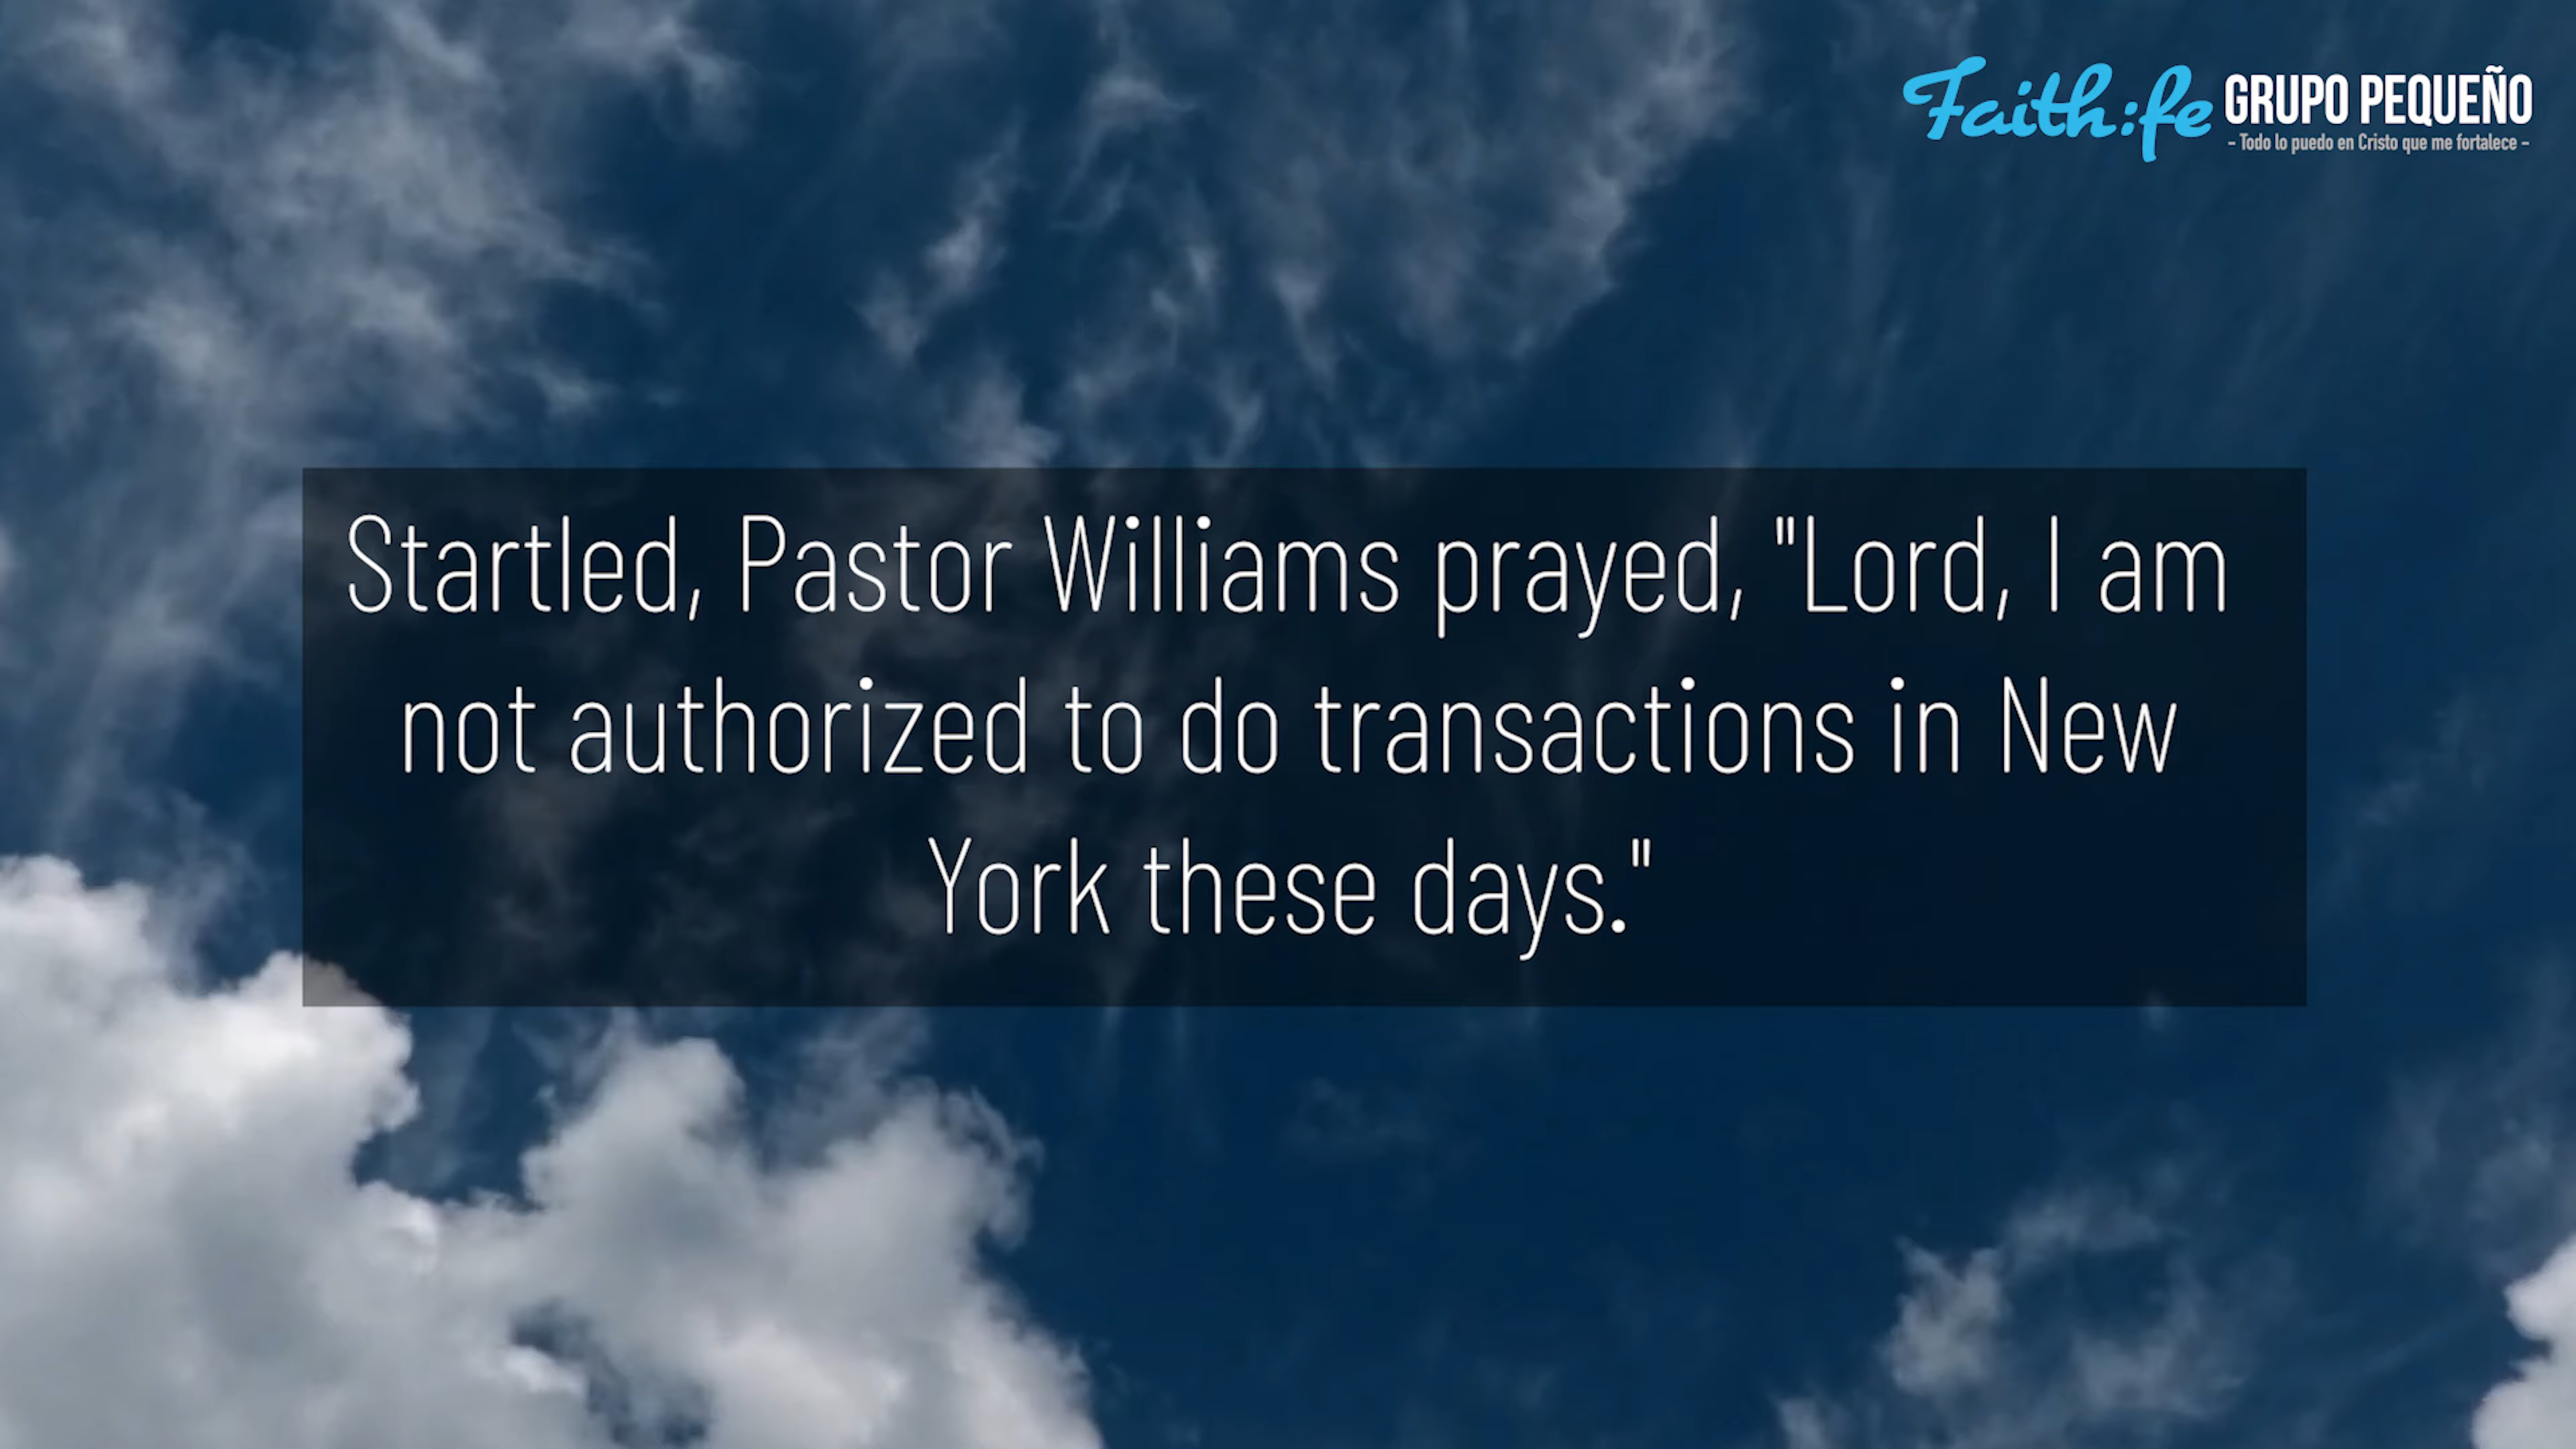 Faith:fe GRUPO PEQUEÑO
- Todo lo puedo en Cristo que me fortalece -
Startled, Pastor Williams prayed, "Lord, I am
not authorized to do transactions in New
York these days."